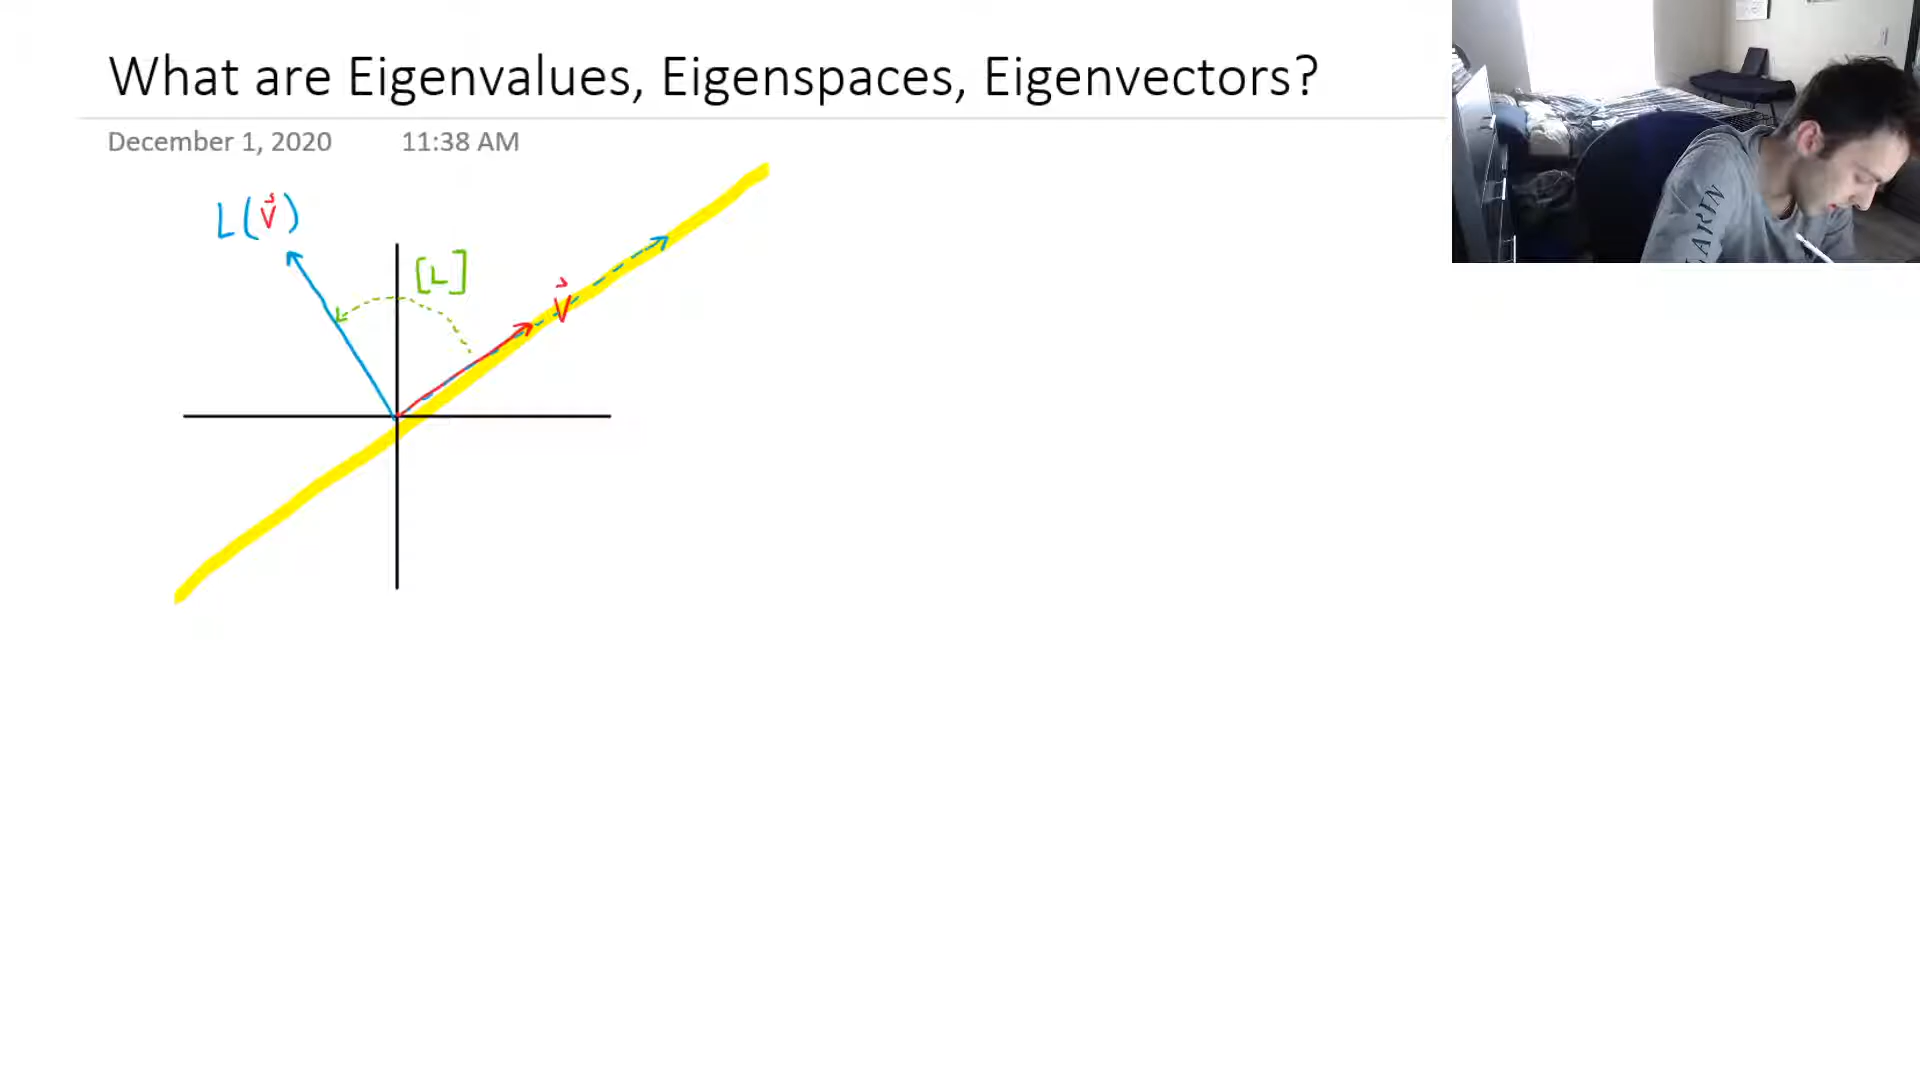 What are Eigenvalues, Eigenspaces, Eigenvectors?
December 1, 2020 11:38 AM
L(v⃗)
[L]
v⃗